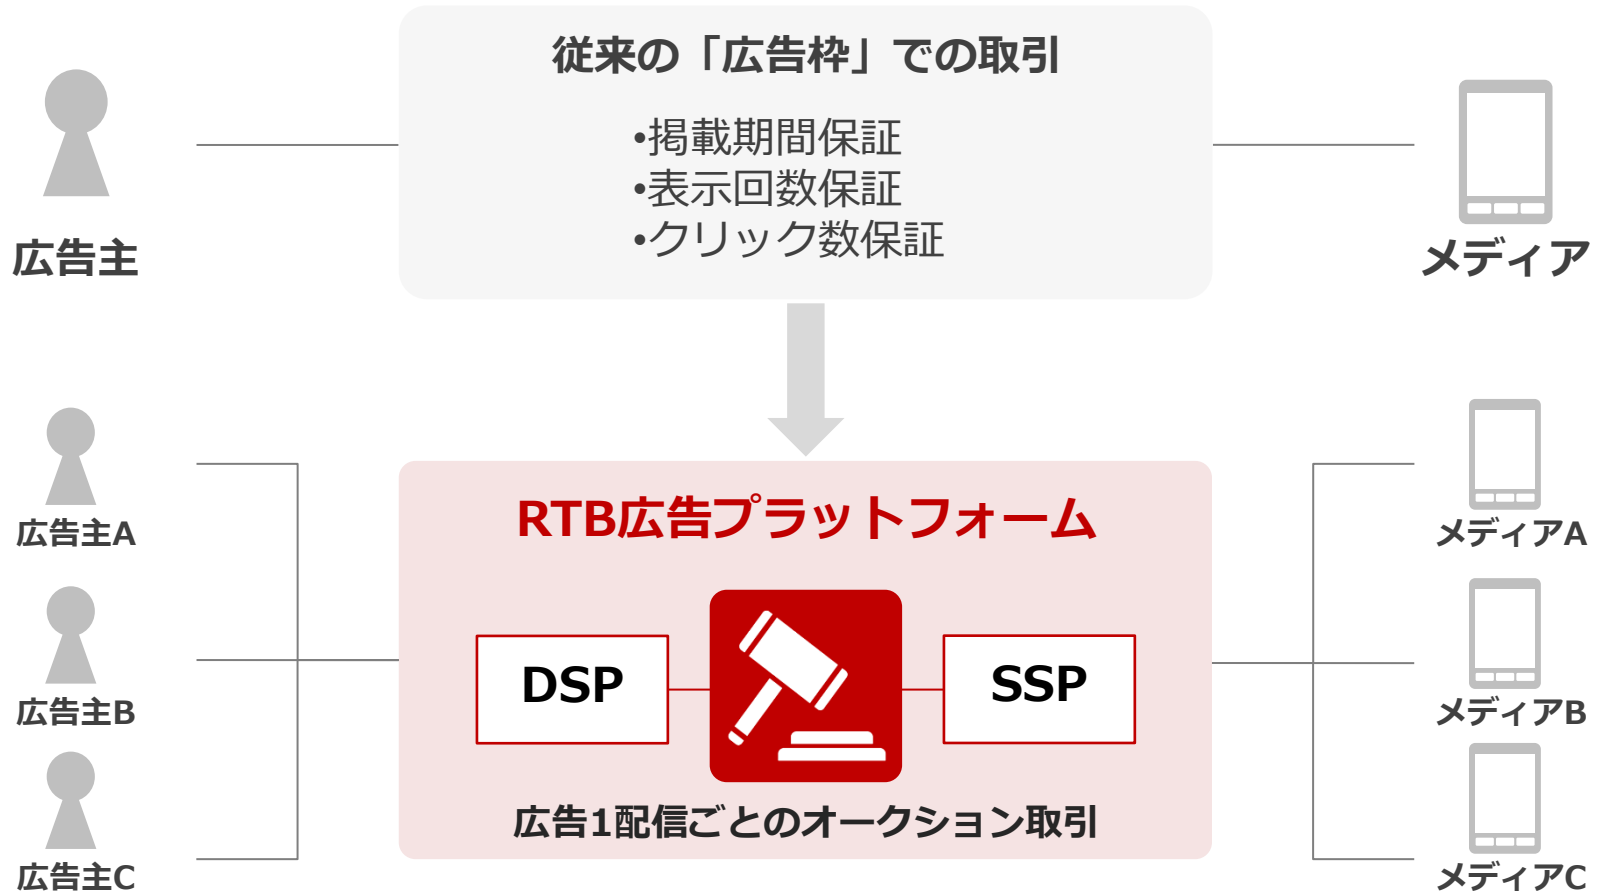 従来の「広告枠」での取引
•掲載期間保証
•表示回数保証
•クリック数保証
広告主
メディア
RTB広告プラットフォーム
広告主A
メディアA
DSP
SSP
広告主B
メディアB
広告1配信ごとのオークション取引
広告主C
メディアC